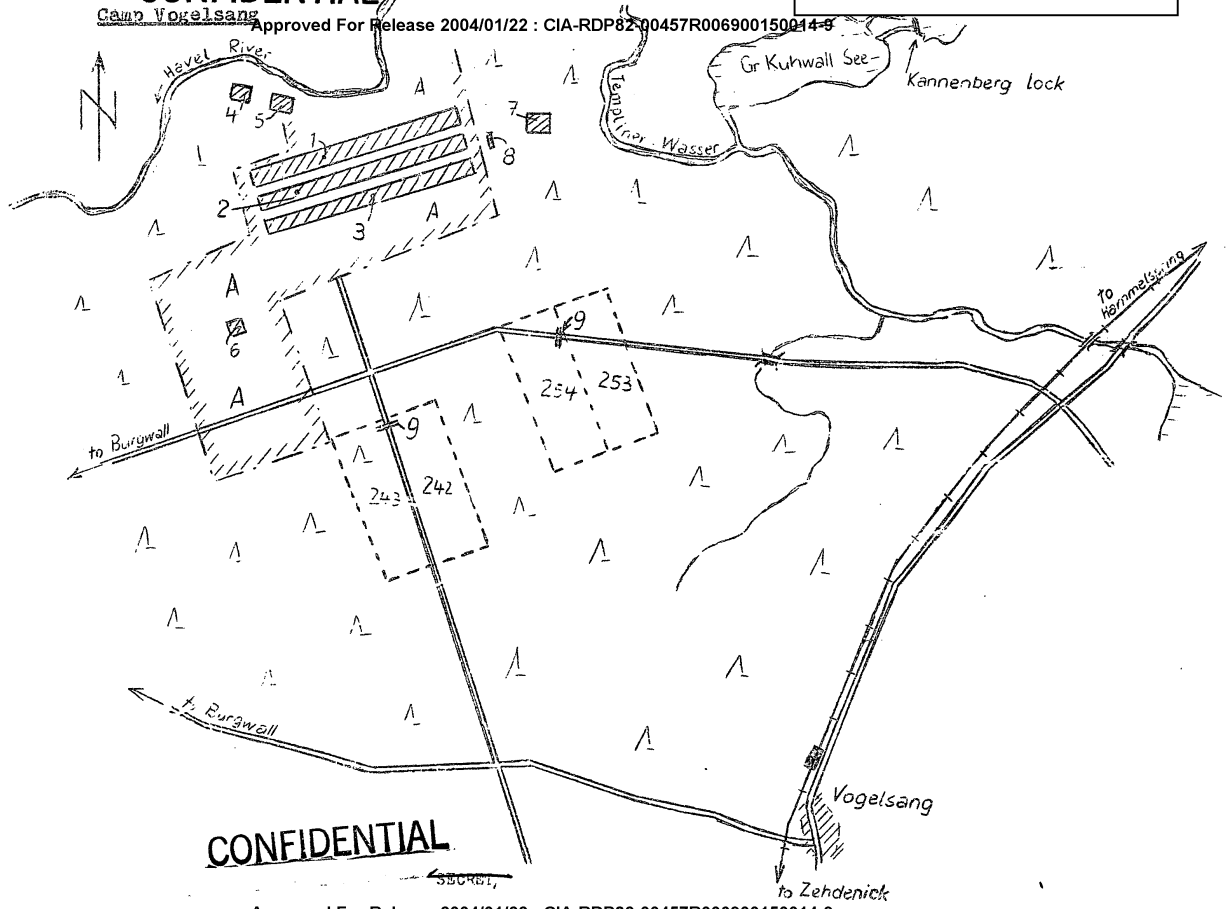 CONFIDENTIAL
Camp Vogelsang
Approved For Release 2004/01/22 : CIA-RDP82-00457R006900150014-9
N
Havel River
Gr Kuhwall See
Kannenberg lock
Templiner Wasser
4
5
A
1
7
8
2
3
A
A
6
A
to Hammelspring
9
254
253
to Burgwall
9
243
242
to Burgwall
Vogelsang
CONFIDENTIAL
SECRET,
to Zehdenick
Approved For Release 2004/01/22 : CIA-RDP82-00457R006900150014-9